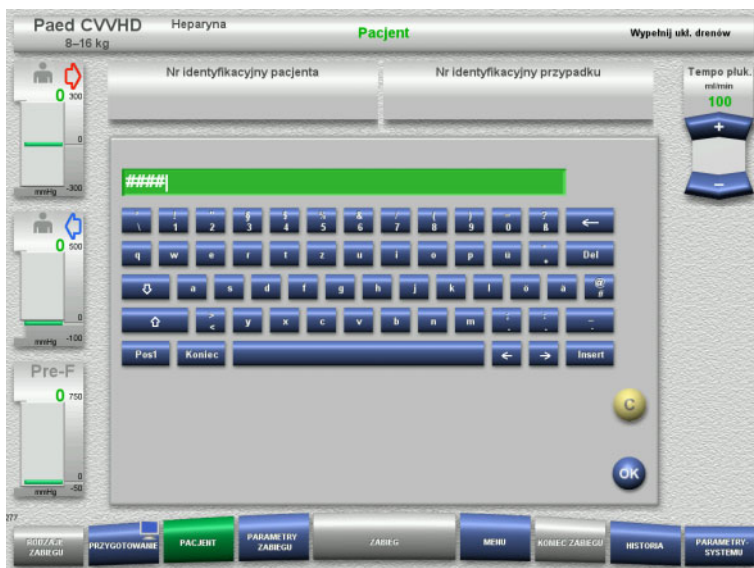 Paed CVVHD Heparyna Pacjent Wypełnij ukł. drenów
8–16 kg
Nr identyfikacyjny pacjenta Nr identyfikacyjny przypadku Tempo płuk.
ml/min
100
+
–
0 300
0
mmHg -300
0 500
0
mmHg -100
Pre-F
0 750
0
mmHg -50
####
\ ! 1 " 2 § 3 $ 4 % 5 & 6 / 7 ( 8 ) 9 = 0 ? ß ←
q w e r t z u i o p ü * + Del
a s d f g h j k l ö ä @ #
> < y x c v b n m ; , : . _ -
Pos1 Koniec ← → Insert
C
OK
277
RODZAJE ZABIEGU PRZYGOTOWANIE PACJENT PARAMETRY ZABIEGU ZABIEG MENU KONIEC ZABIEGU HISTORIA PARAMETRY-SYSTEMU